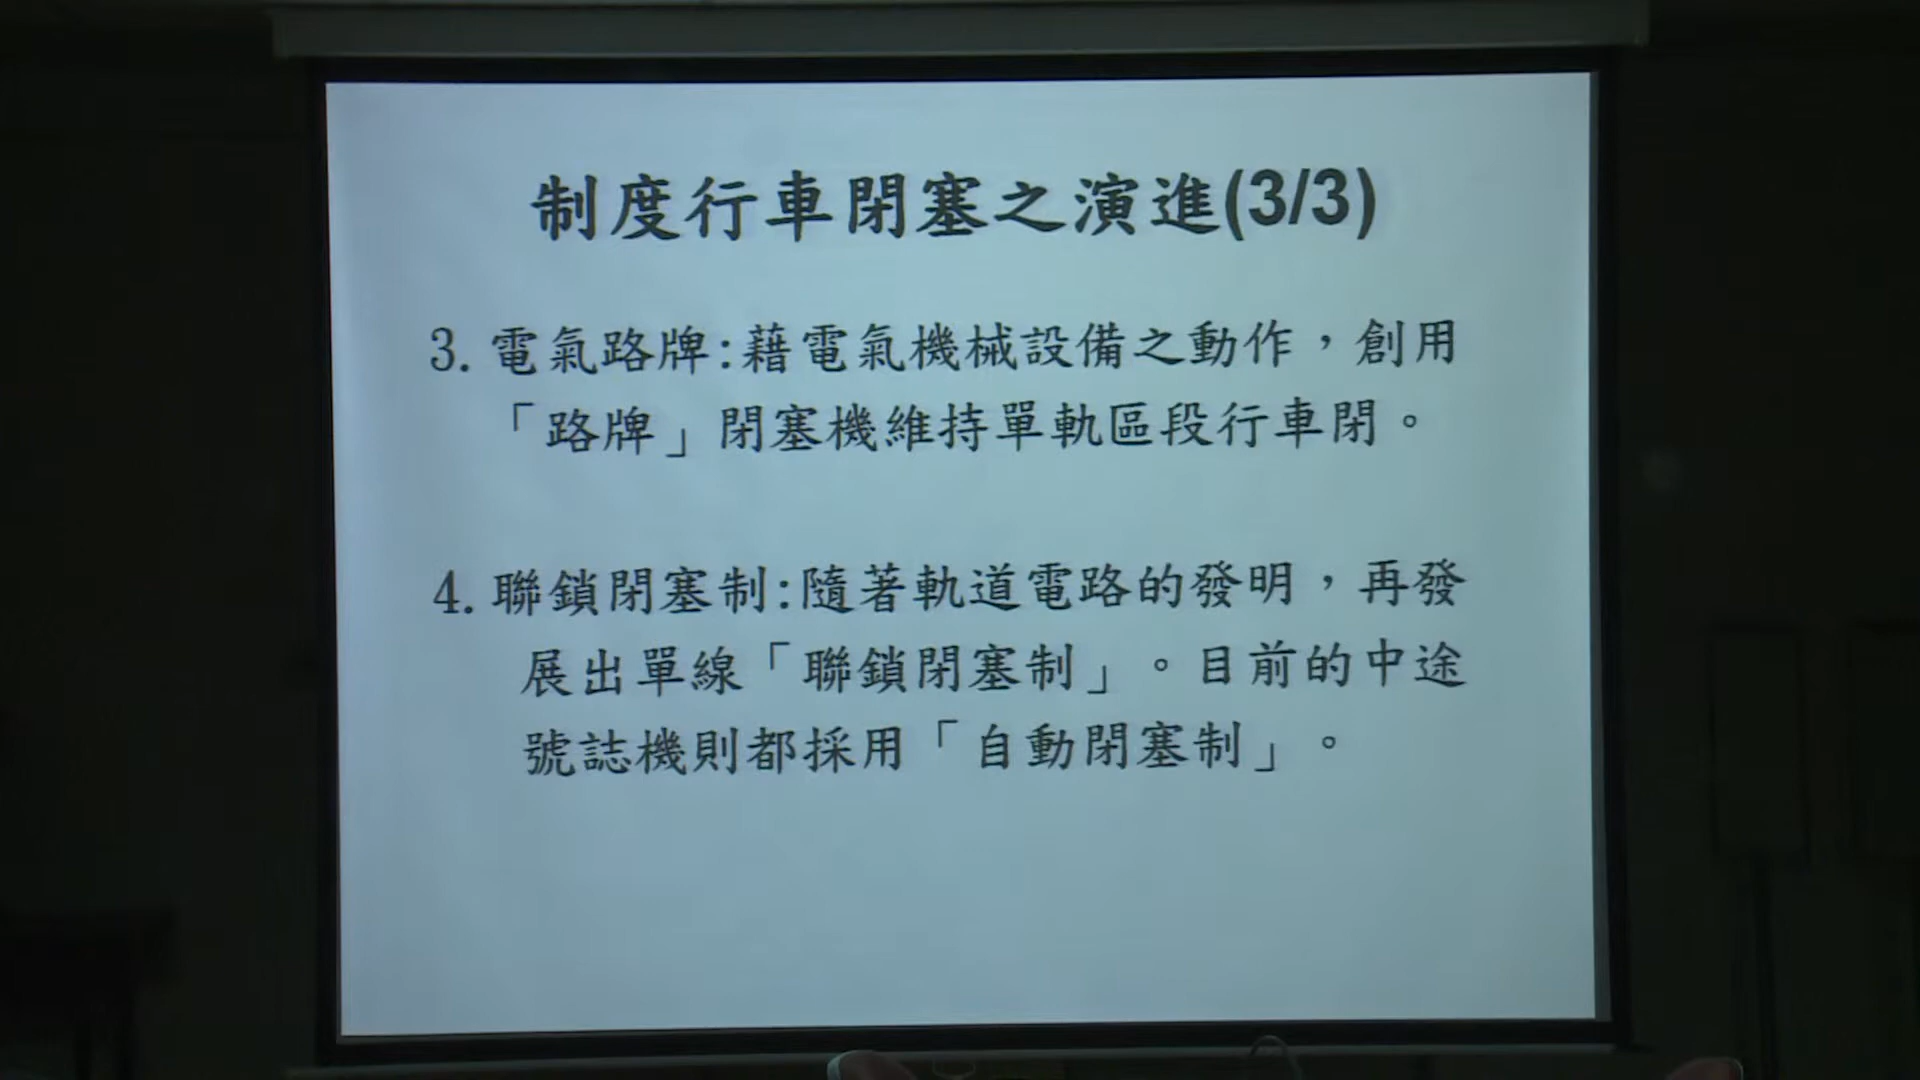 制度行車閉塞之演進(3/3)
3. 電氣路牌:藉電氣機械設備之動作，創用
「路牌」閉塞機維持單軌區段行車閉。
4. 聯鎖閉塞制:隨著軌道電路的發明，再發
展出單線「聯鎖閉塞制」。目前的中途
號誌機則都採用「自動閉塞制」。